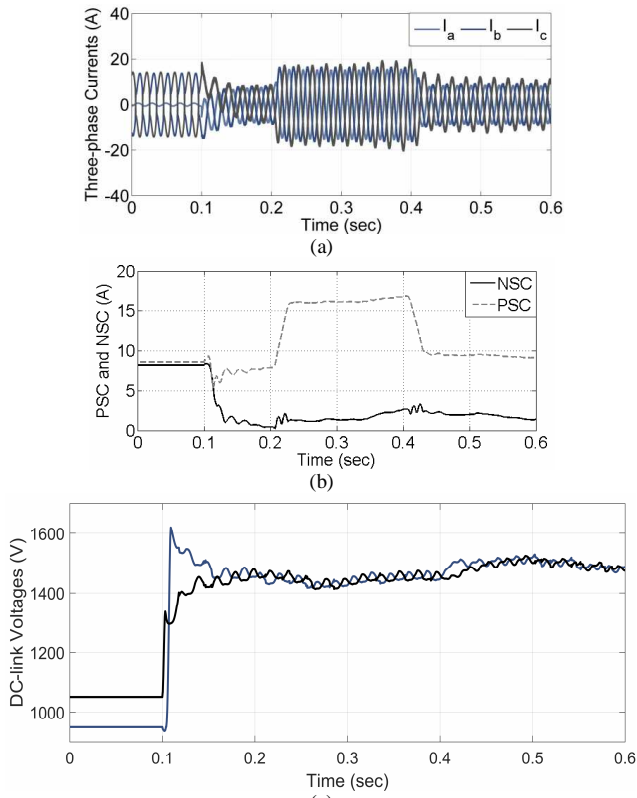 Three-phase Currents (A)
40
20
0
-20
-40
I_a I_b I_c
0 0.1 0.2 0.3 0.4 0.5 0.6
Time (sec)
(a)
PSC and NSC (A)
20
15
10
5
0
NSC
PSC
0 0.1 0.2 0.3 0.4 0.5 0.6
Time (sec)
(b)
DC-link Voltages (V)
1600
1400
1200
1000
0 0.1 0.2 0.3 0.4 0.5 0.6
Time (sec)